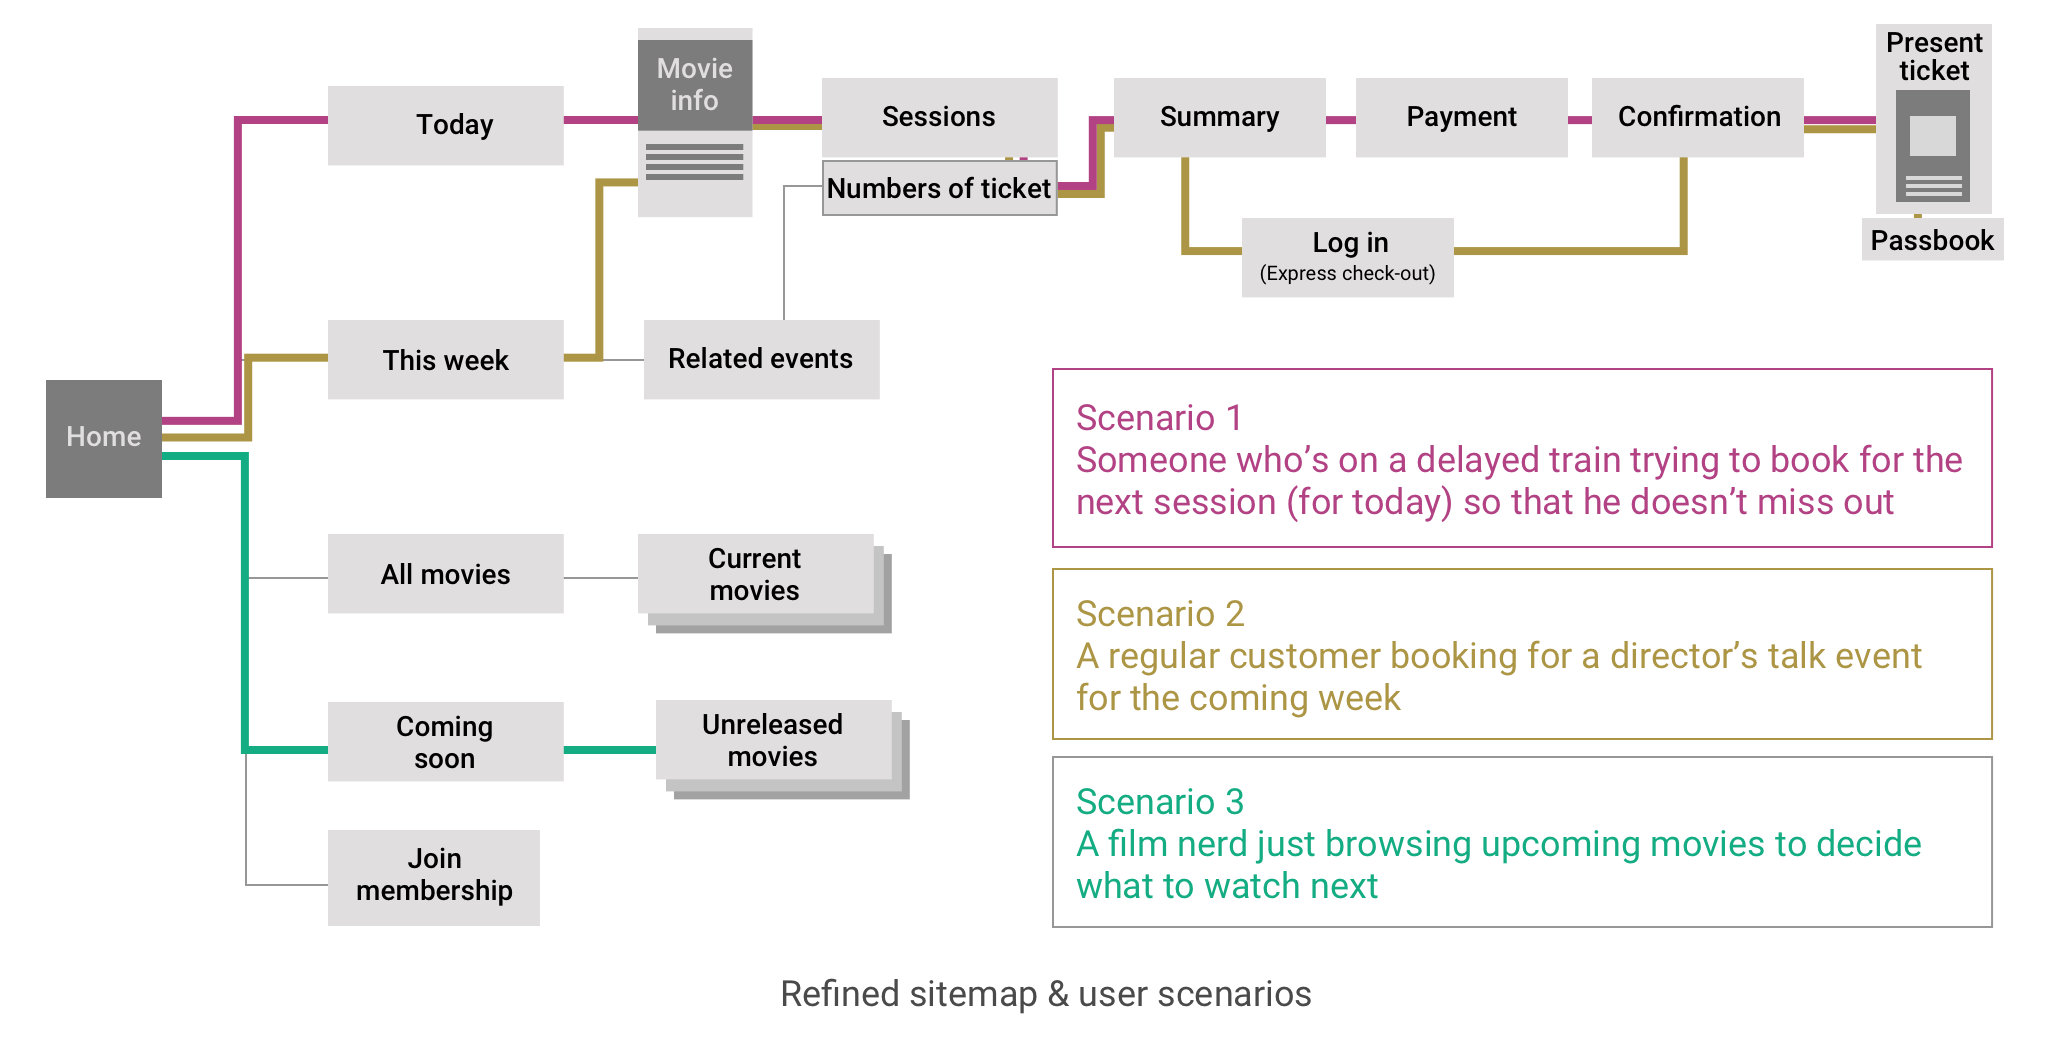 Movie
info
Present
ticket
Today
Sessions
Summary
Payment
Confirmation
Numbers of ticket
Log in
(Express check-out)
Passbook
This week
Related events
Home
Scenario 1
Someone who’s on a delayed train trying to book for the
next session (for today) so that he doesn’t miss out
All movies
Current
movies
Scenario 2
A regular customer booking for a director’s talk event
for the coming week
Coming
soon
Unreleased
movies
Scenario 3
A film nerd just browsing upcoming movies to decide
what to watch next
Join
membership
Refined sitemap & user scenarios